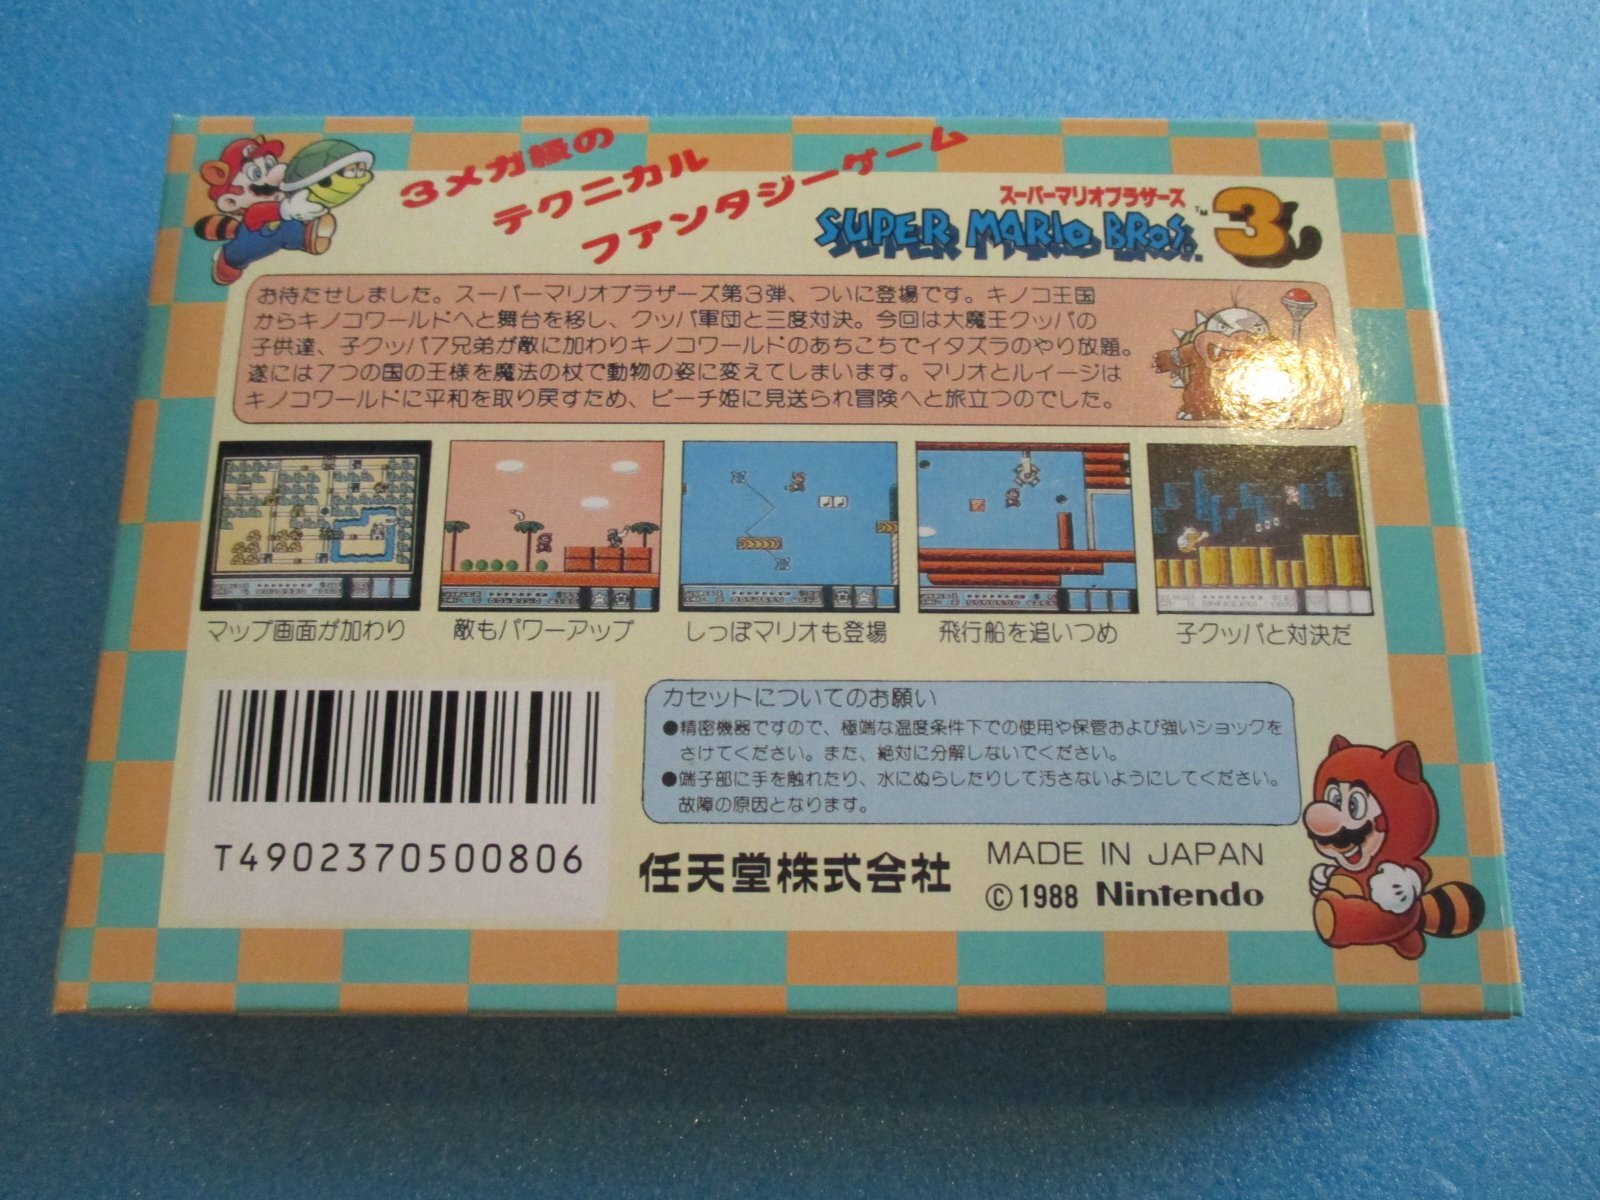 3メガ級の
テクニカル
ファンタジーゲーム
スーパーマリオブラザーズ
SUPER MARIO BROS.™ 3
お待たせしました。スーパーマリオブラザーズ第3弾、ついに登場です。キノコ王国
からキノコワールドへと舞台を移し、クッパ軍団と三度対決。今回は大魔王クッパの
子供達、子クッパ7兄弟が敵に加わりキノコワールドのあちこちでイタズラのやり放題。
遂には7つの国の王様を魔法の杖で動物の姿に変えてしまいます。マリオとルイージは
キノコワールドに平和を取り戻すため、ピーチ姫に見送られ冒険へと旅立つのでした。
マップ画面が加わり
敵もパワーアップ
しっぽマリオも登場
飛行船を追いつめ
子クッパと対決だ
カセットについてのお願い
●精密機器ですので、極端な温度条件下での使用や保管および強いショックを
さけてください。また、絶対に分解しないでください。
●端子部に手を触れたり、水にぬらしたりして汚さないようにしてください。
故障の原因となります。
T4902370500806
任天堂株式会社
MADE IN JAPAN
©1988 Nintendo